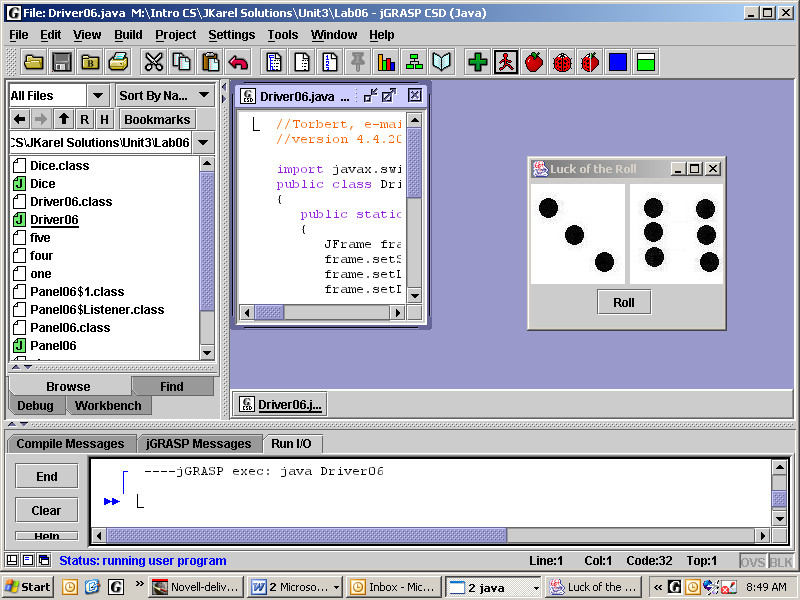 File: Driver06.java  M:\Intro CS\JKarel Solutions\Unit3\Lab06 - jGRASP CSD (Java)
File Edit View Build Project Settings Tools Window Help
All Files
Sort By Na...
R H Bookmarks
CS\JKarel Solutions\Unit3\Lab06
Dice.class
Dice
Driver06.class
Driver06
five
four
one
Panel06$1.class
Panel06$Listener.class
Panel06.class
Panel06
Browse Find
Debug Workbench
Driver06.java ...
//Torbert, e-mai
//version 4.4.20
import javax.swi
public class Dri
{
public static
{
JFrame fra
frame.setS
frame.setL
frame.setD
Luck of the Roll
Roll
Driver06.j...
Compile Messages jGRASP Messages Run I/O
End
Clear
Help
----jGRASP exec: java Driver06
Status: running user program
Line:1 Col:1 Code:32 Top:1 OVS BLK
Start
Novell-deliv...
2 Microso...
Inbox - Mic...
2 java
Luck of the ...
8:49 AM